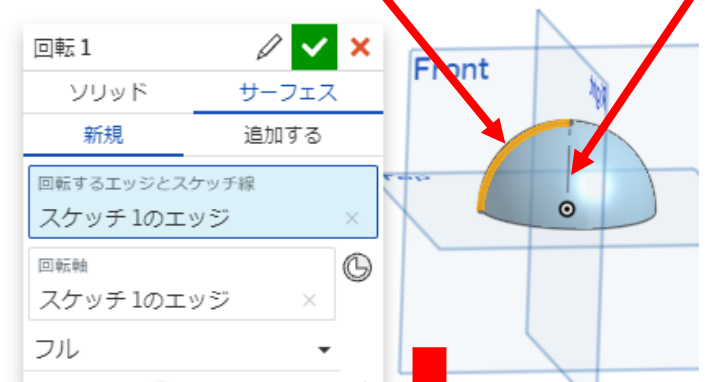 回転 1
ソリッド サーフェス
新規 追加する
回転するエッジとスケッチ線
スケッチ 1のエッジ
回転軸
スケッチ 1のエッジ
フル
Front
Right
Top